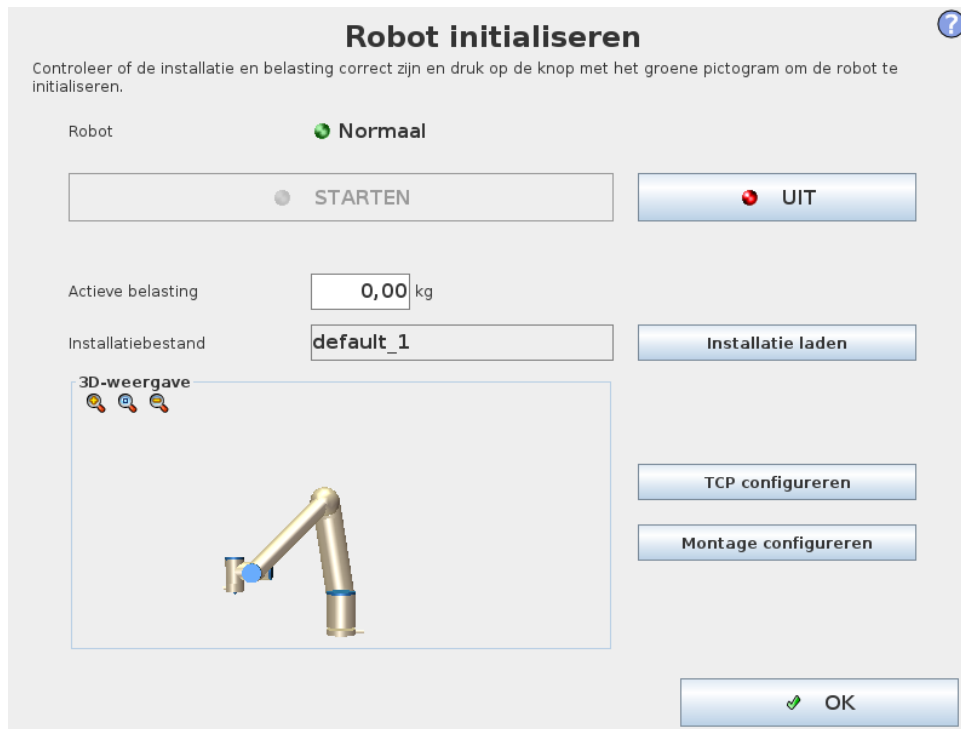 Robot initialiseren
?
Controleer of de installatie en belasting correct zijn en druk op de knop met het groene pictogram om de robot te
initialiseren.
Robot Normaal
STARTEN UIT
Actieve belasting 0,00 kg
Installatiebestand default_1 Installatie laden
3D-weergave
TCP configureren
Montage configureren
OK